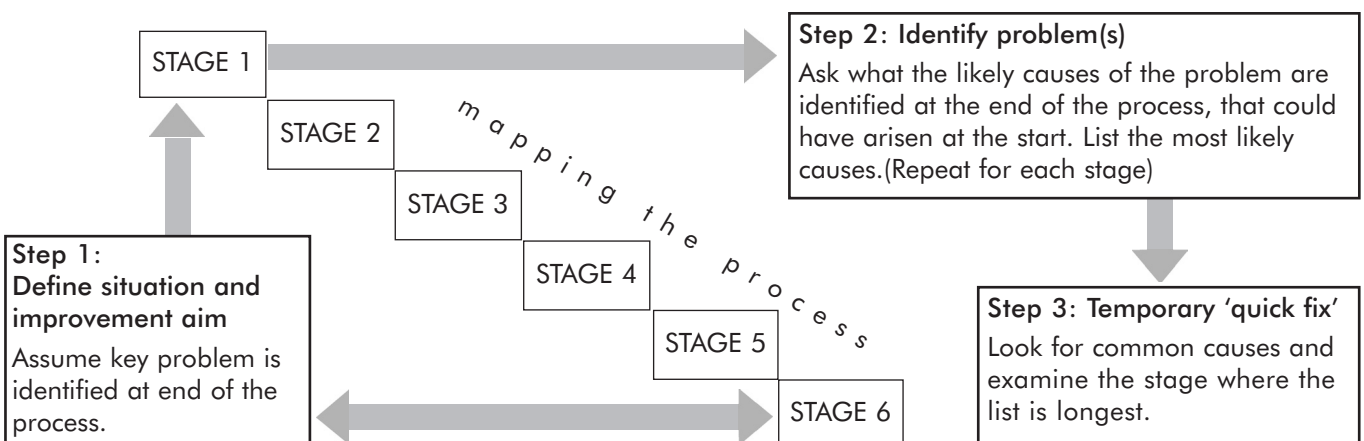 STAGE 1
STAGE 2
STAGE 3
STAGE 4
STAGE 5
STAGE 6
mapping the process
Step 1:
Define situation and
improvement aim
Assume key problem is
identified at end of the
process.
Step 2: Identify problem(s)
Ask what the likely causes of the problem are
identified at the end of the process, that could
have arisen at the start. List the most likely
causes.(Repeat for each stage)
Step 3: Temporary ‘quick fix’
Look for common causes and
examine the stage where the
list is longest.